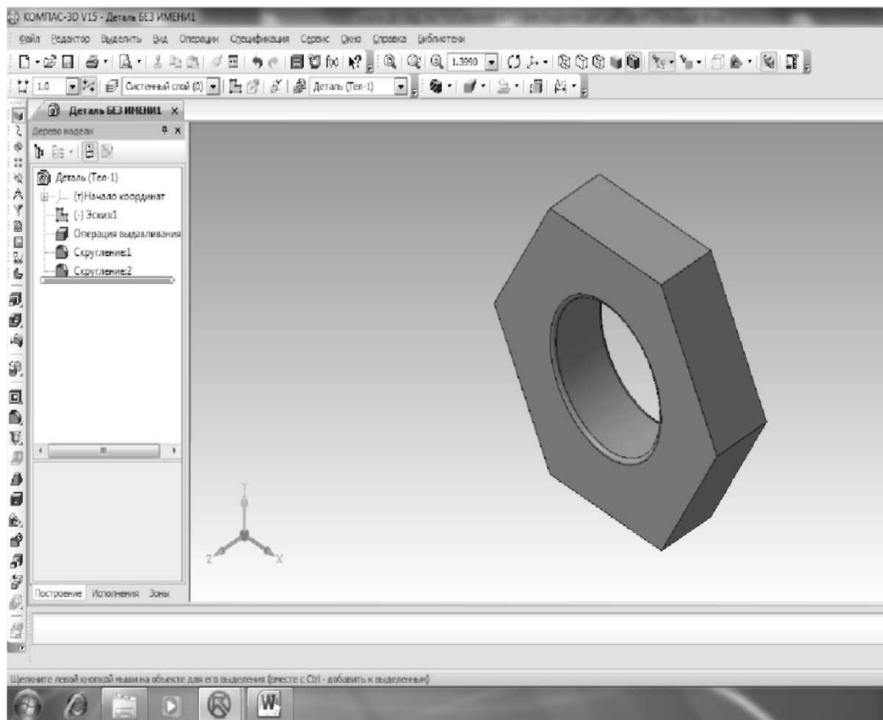 КОМПАС-3D V15 - Деталь БЕЗ ИМЕНИ1
Файл Редактор Выделить Вид Операции Спецификация Сервис Окно Справка Библиотеки
f(x) 1.3990
1.0 Системный слой (0) Деталь (Тел-1)
Деталь БЕЗ ИМЕНИ1
Дерево модели
Деталь (Тел-1)
(т)Начало координат
(-) Эскиз1
Операция выдавливания
Скругление:1
Скругление:2
Y
Z
X
Построение Исполнения Зоны
Щелкните левой кнопкой мыши на объекте для его выделения (вместе с Ctrl - добавить к выделенным)
W